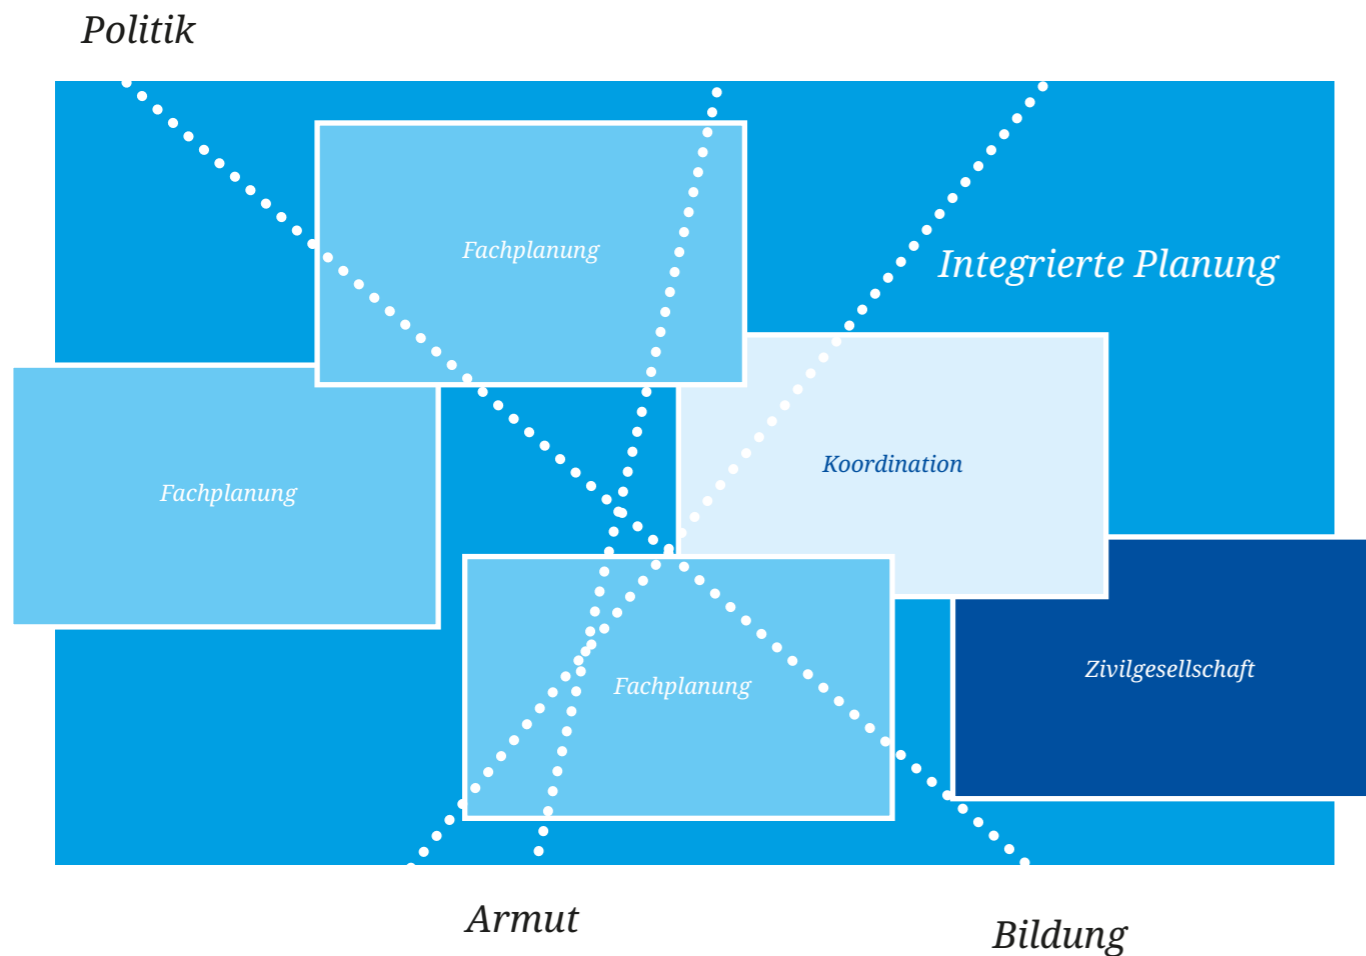 Politik
Fachplanung
Integrierte Planung
Koordination
Fachplanung
Zivilgesellschaft
Fachplanung
Armut
Bildung